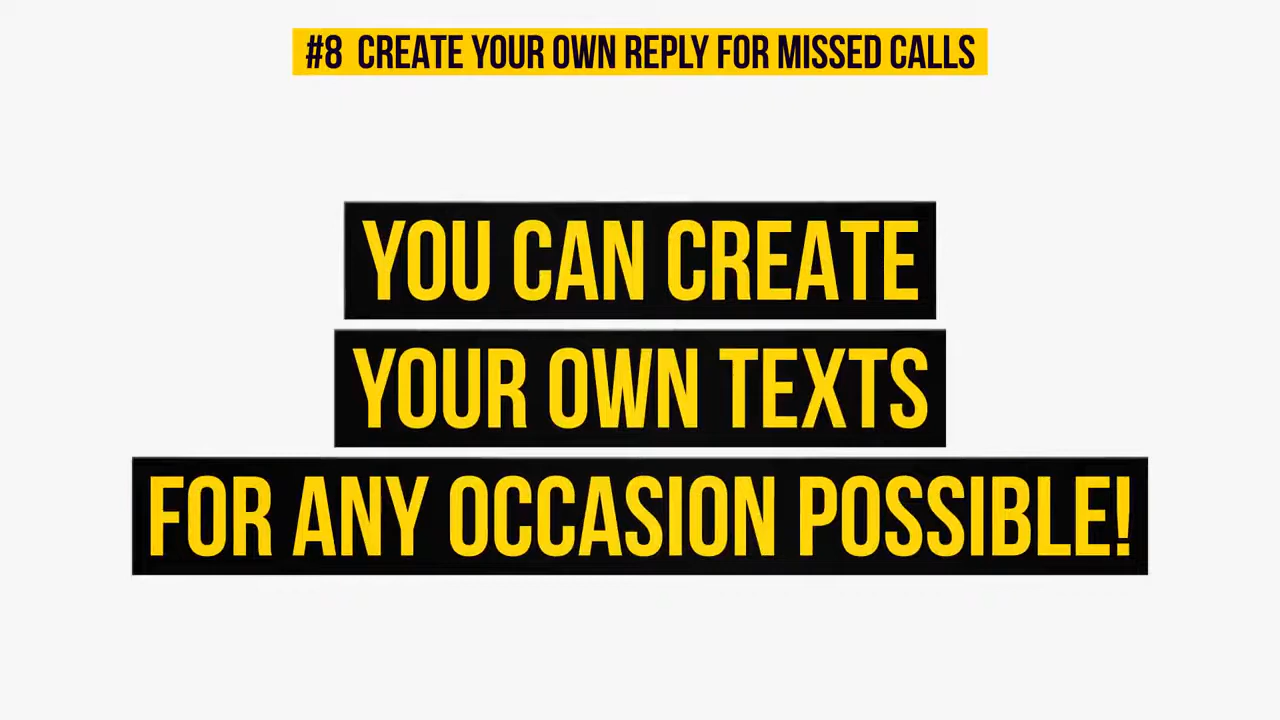 #8 CREATE YOUR OWN REPLY FOR MISSED CALLS
YOU CAN CREATE
YOUR OWN TEXTS
FOR ANY OCCASION POSSIBLE!